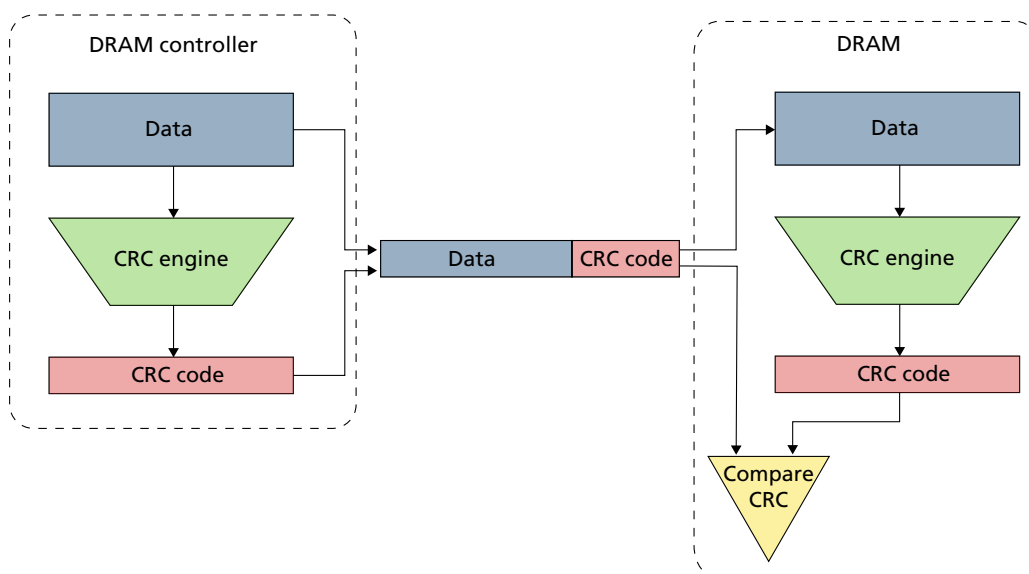 DRAM controller
Data
CRC engine
CRC code
Data
CRC code
DRAM
Data
CRC engine
CRC code
Compare
CRC